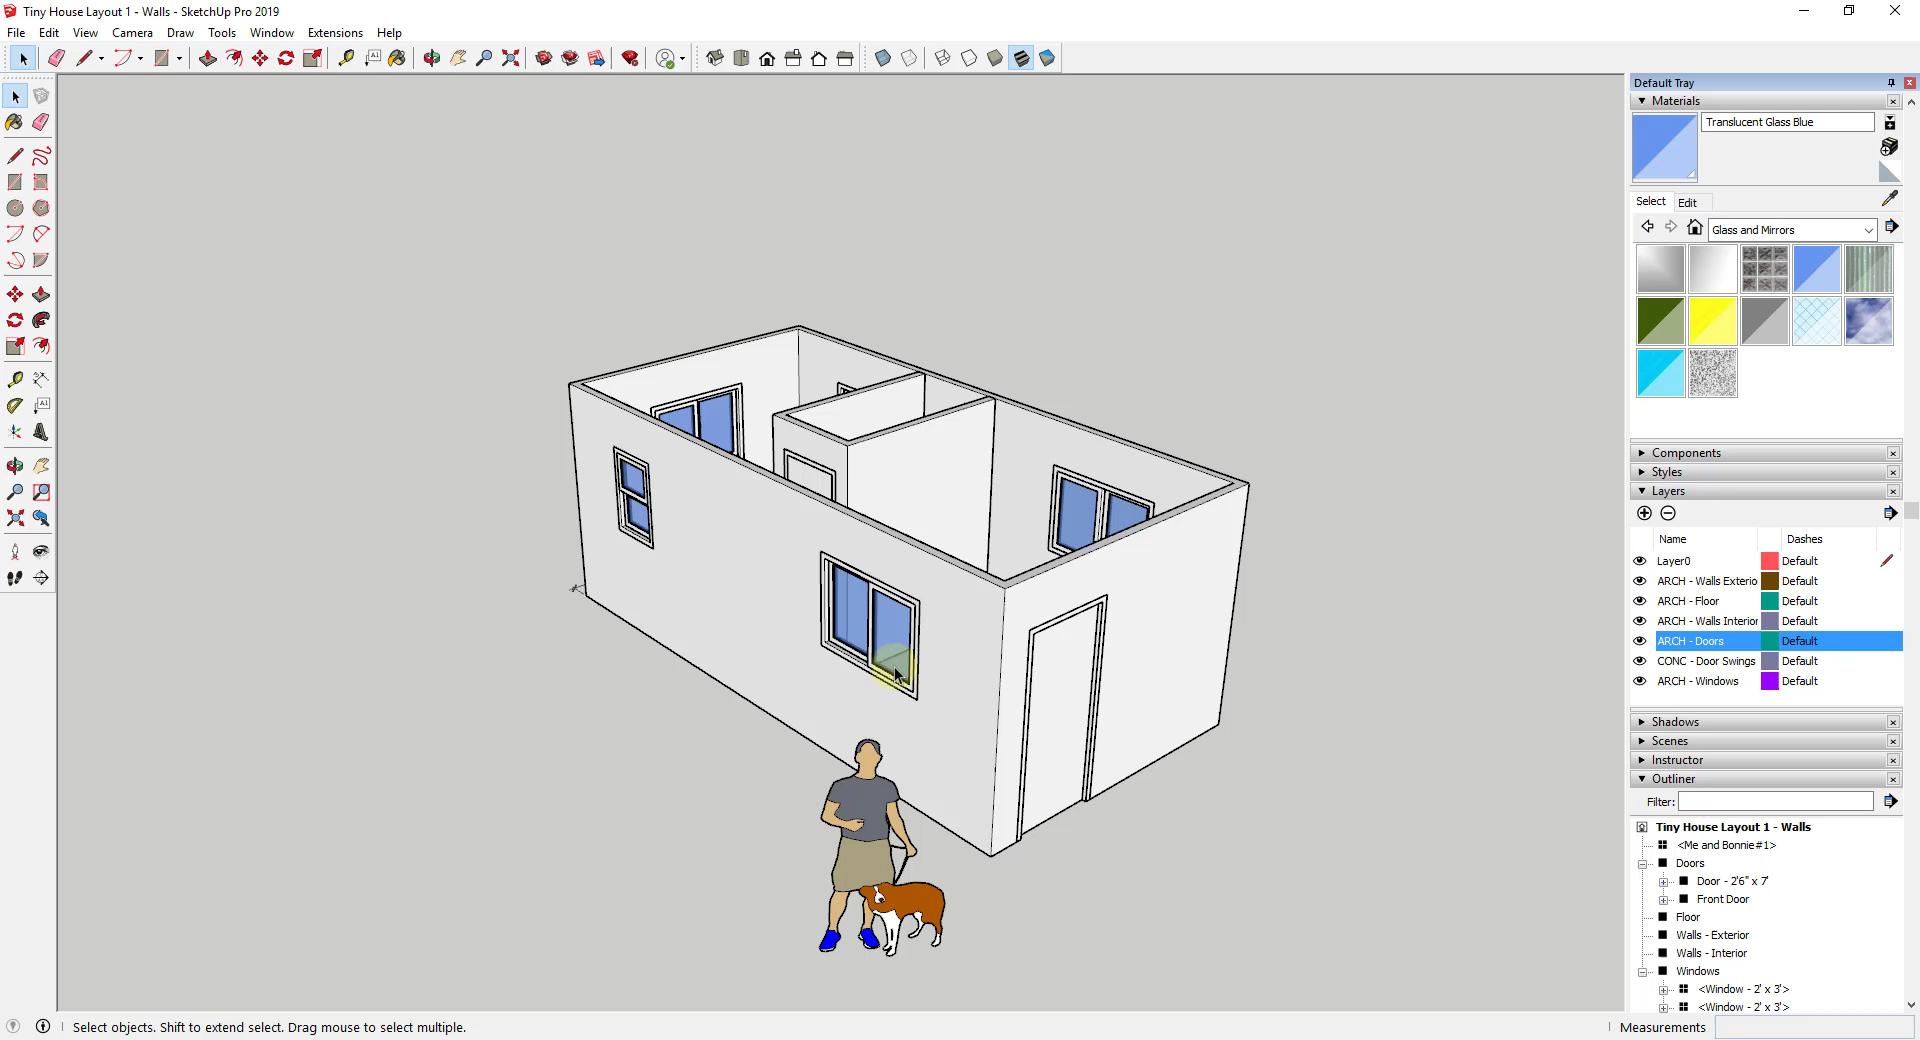 Tiny House Layout 1 - Walls - SketchUp Pro 2019
File Edit View Camera Draw Tools Window Extensions Help
Default Tray
Materials
Translucent Glass Blue
Select Edit
Glass and Mirrors
Components
Styles
Layers
Name Dashes
Layer0 Default
ARCH - Walls Exterio Default
ARCH - Floor Default
ARCH - Walls Interior Default
ARCH - Doors Default
CONC - Door Swings Default
ARCH - Windows Default
Shadows
Scenes
Instructor
Outliner
Filter:
Tiny House Layout 1 - Walls
<Me and Bonnie#1>
Doors
Door - 2'6" x 7'
Front Door
Floor
Walls - Exterior
Walls - Interior
Windows
<Window - 2' x 3'>
<Window - 2' x 3'>
Select objects. Shift to extend select. Drag mouse to select multiple.
Measurements